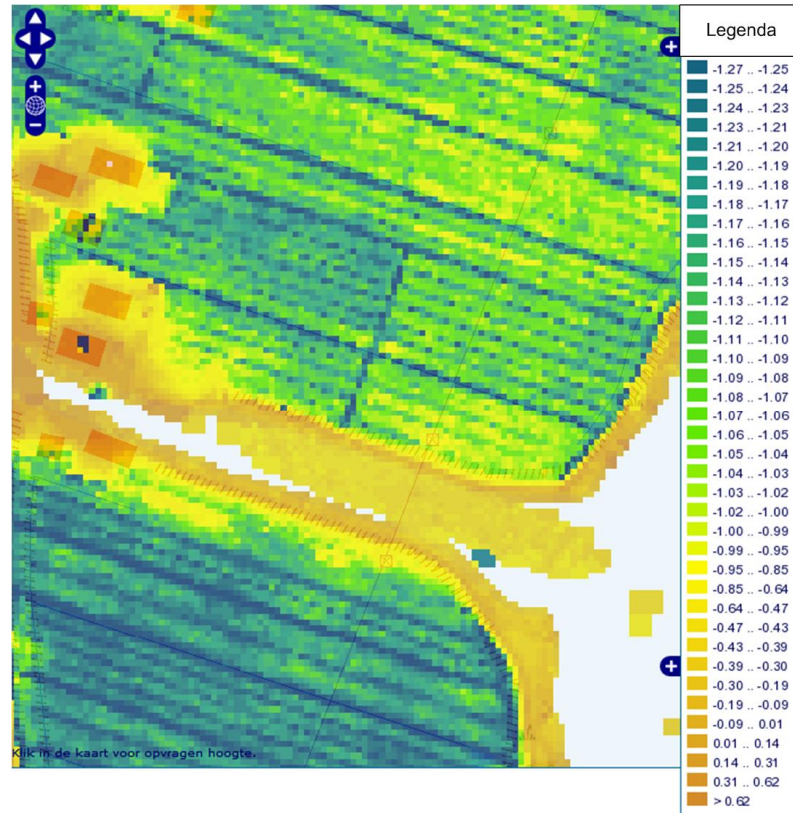 Legenda
-1.27 .. -1.25
-1.25 .. -1.24
-1.24 .. -1.23
-1.23 .. -1.21
-1.21 .. -1.20
-1.20 .. -1.19
-1.19 .. -1.18
-1.18 .. -1.17
-1.17 .. -1.16
-1.16 .. -1.15
-1.15 .. -1.14
-1.14 .. -1.13
-1.13 .. -1.12
-1.12 .. -1.11
-1.11 .. -1.10
-1.10 .. -1.09
-1.09 .. -1.08
-1.08 .. -1.07
-1.07 .. -1.06
-1.06 .. -1.05
-1.05 .. -1.04
-1.04 .. -1.03
-1.03 .. -1.02
-1.02 .. -1.00
-1.00 .. -0.99
-0.99 .. -0.95
-0.95 .. -0.85
-0.85 .. -0.64
-0.64 .. -0.47
-0.47 .. -0.43
-0.43 .. -0.39
-0.39 .. -0.30
-0.30 .. -0.19
-0.19 .. -0.09
-0.09 .. 0.01
0.01 .. 0.14
0.14 .. 0.31
0.31 .. 0.62
> 0.62
Klik in de kaart voor opvragen hoogte.